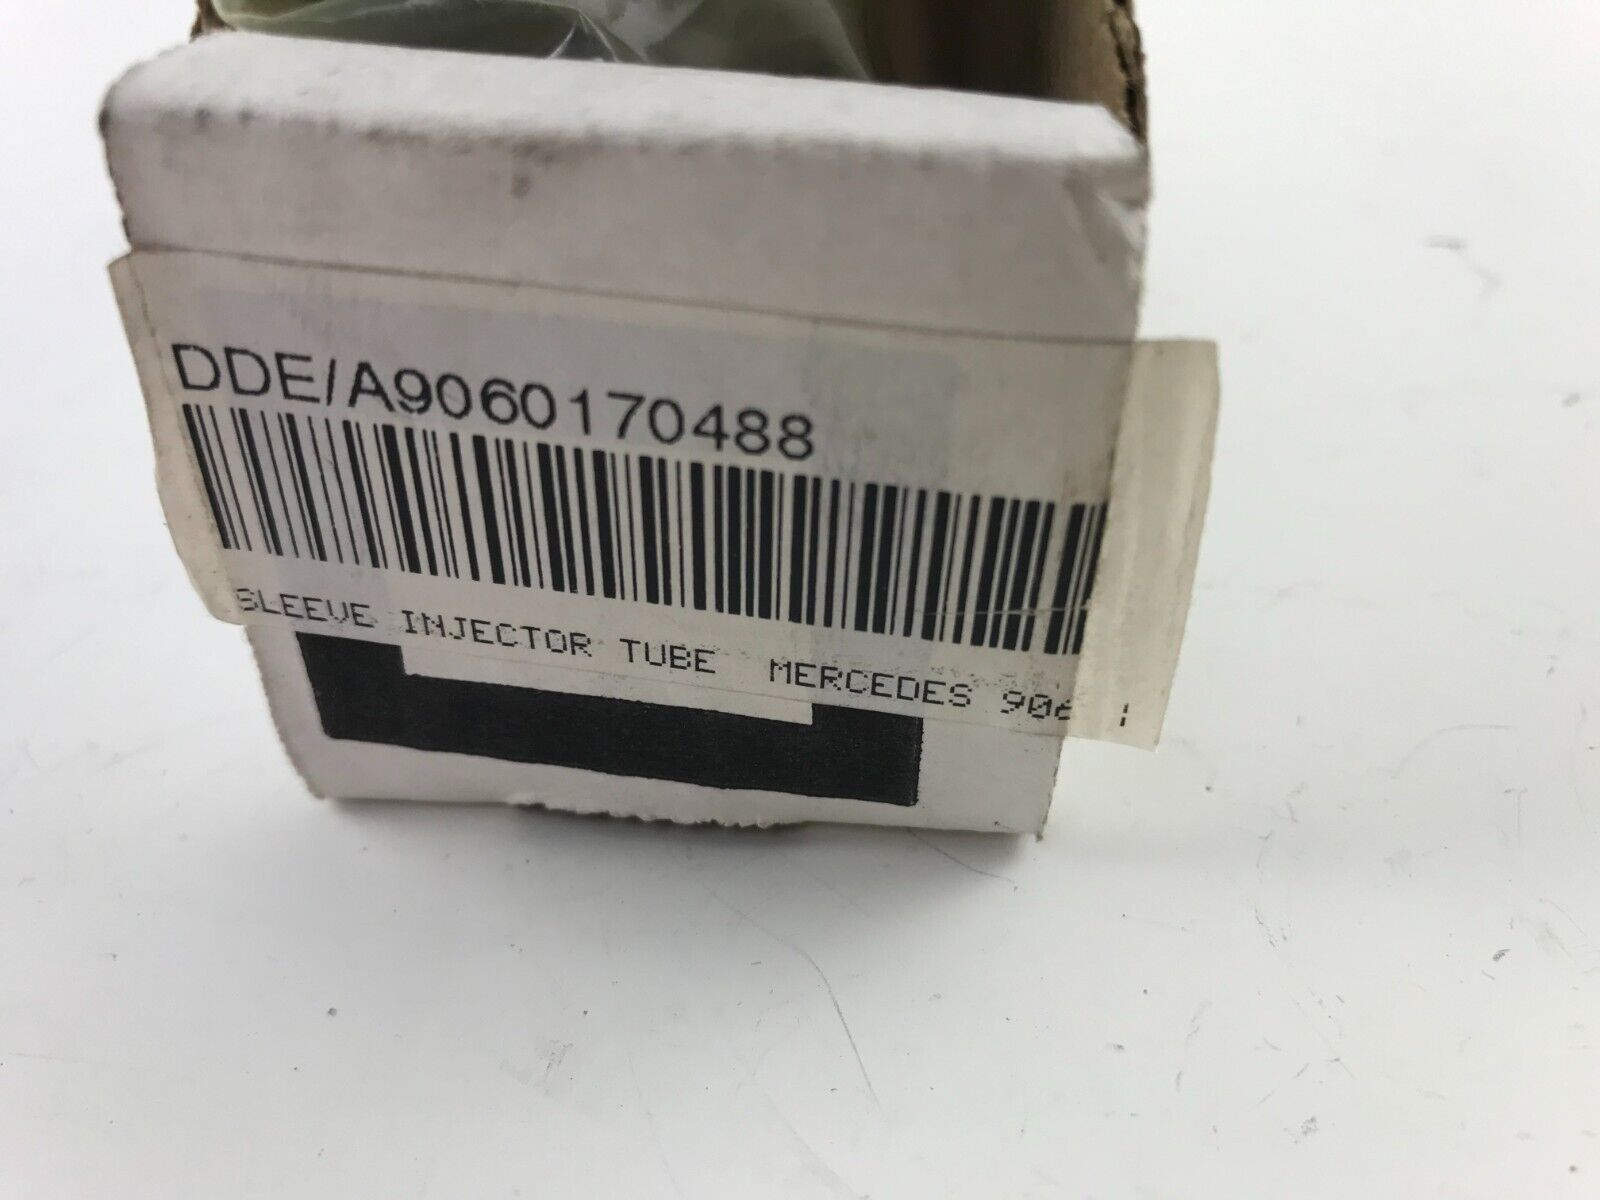 DDE/A9060170488
SLEEVE INJECTOR TUBE MERCEDES 906